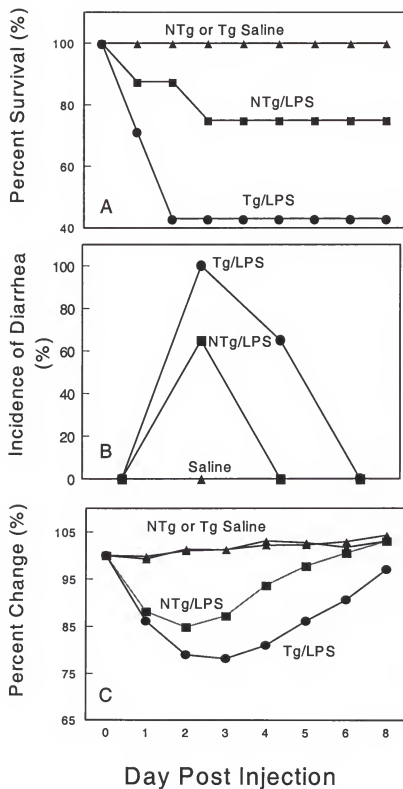 Percent Survival (%)
100
80
60
40
NTg or Tg Saline
NTg/LPS
Tg/LPS
A
Incidence of Diarrhea
(%)
100
80
60
40
20
0
Tg/LPS
NTg/LPS
Saline
B
Percent Change (%)
105
95
85
75
65
NTg or Tg Saline
NTg/LPS
Tg/LPS
C
0 1 2 3 4 5 6 8
Day Post Injection